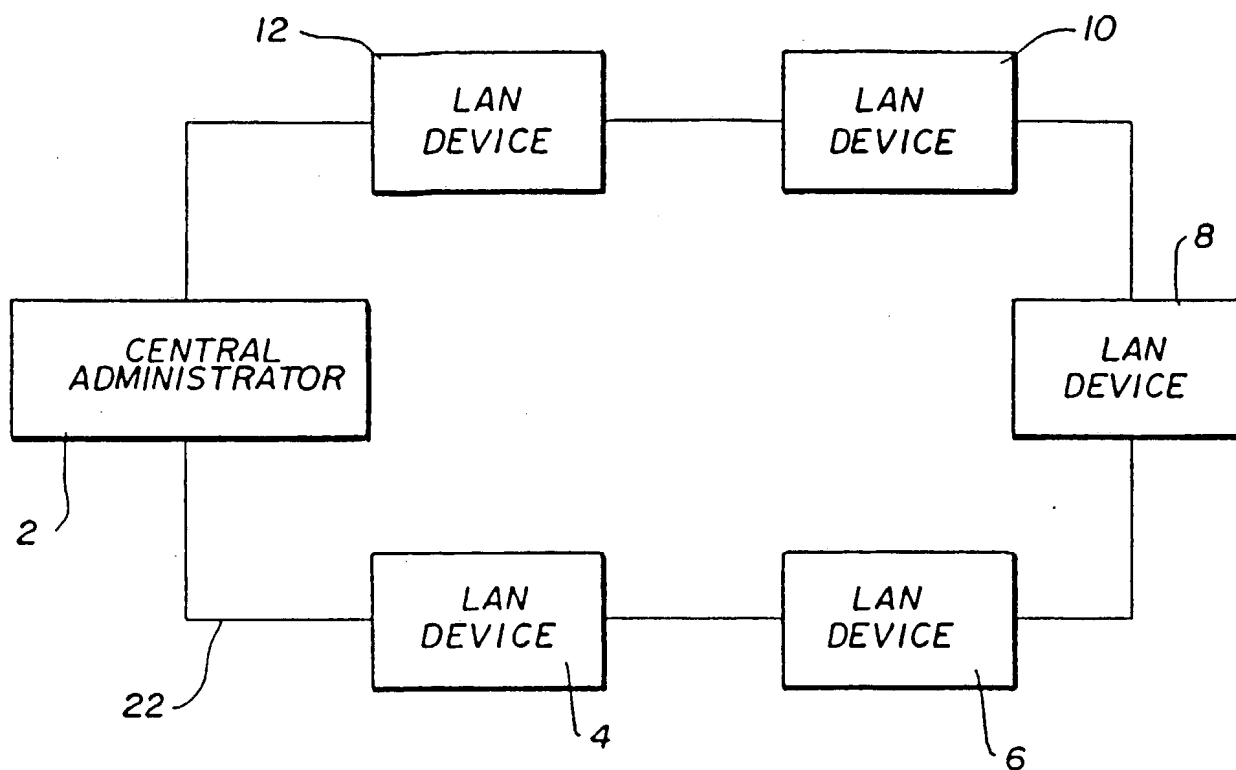 12
10
LAN
DEVICE
LAN
DEVICE
8
CENTRAL
ADMINISTRATOR
LAN
DEVICE
2
LAN
DEVICE
LAN
DEVICE
22
4
6